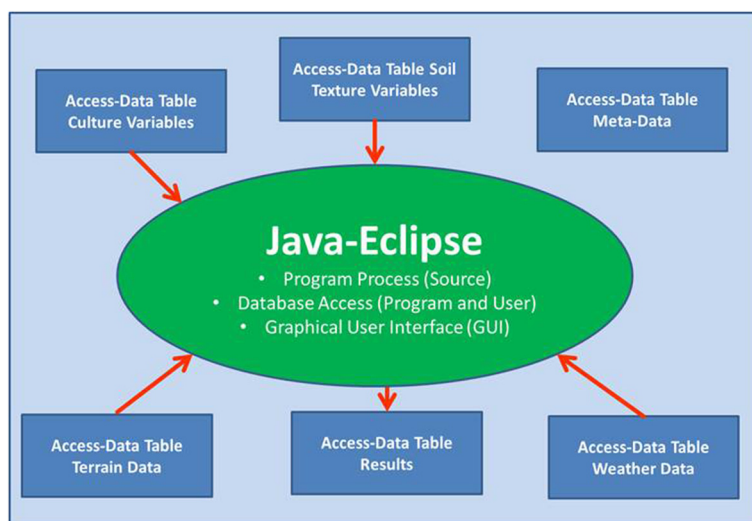 Access-Data Table
Culture Variables
Access-Data Table Soil
Texture Variables
Access-Data Table
Meta-Data
Java-Eclipse
• Program Process (Source)
• Database Access (Program and User)
• Graphical User Interface (GUI)
Access-Data Table
Terrain Data
Access-Data Table
Results
Access-Data Table
Weather Data